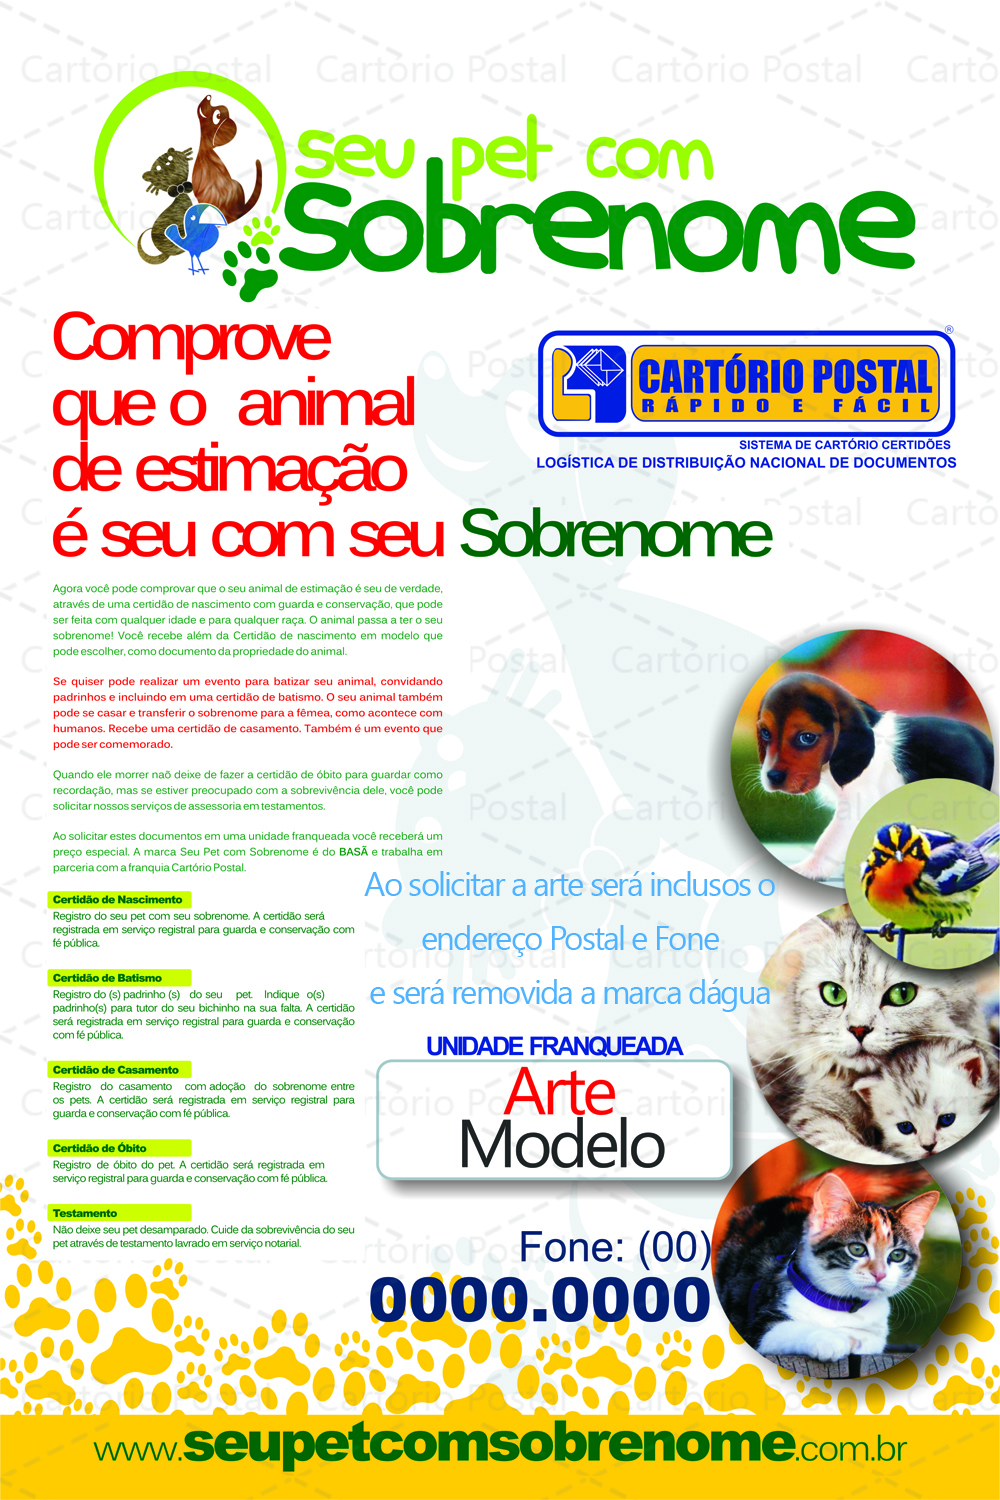 seu pet com
Sobrenome
Comprove
que o animal
de estimação
é seu com seu Sobrenome
CARTÓRIO POSTAL
RÁPIDO E FÁCIL
®
SISTEMA DE CARTÓRIO CERTIDÕES
LOGÍSTICA DE DISTRIBUIÇÃO NACIONAL DE DOCUMENTOS
Agora você pode comprovar que o seu animal de estimação é seu de verdade,
através de uma certidão de nascimento com guarda e conservação, que pode
ser feita com qualquer idade e para qualquer raça. O animal passa a ter o seu
sobrenome! Você recebe além da Certidão de nascimento em modelo que
pode escolher, como documento da propriedade do animal.
Se quiser pode realizar um evento para batizar seu animal, convidando
padrinhos e incluindo em uma certidão de batismo. O seu animal também
pode se casar e transferir o sobrenome para a fêmea, como acontece com
humanos. Recebe uma certidão de casamento. Também é um evento que
pode ser comemorado.
Quando ele morrer naõ deixe de fazer a certidão de óbito para guardar como
recordação, mas se estiver preocupado com a sobrevivência dele, você pode
solicitar nossos serviços de assessoria em testamentos.
Ao solicitar estes documentos em uma unidade franqueada você receberá um
preço especial. A marca Seu Pet com Sobrenome é do BASÃ e trabalha em
parceria com a franquia Cartório Postal.
Certidão de Nascimento
Registro do seu pet com seu sobrenome. A certidão será
registrada em serviço registral para guarda e conservação com
fé pública.
Certidão de Batismo
Registro do (s) padrinho (s) do seu pet. Indique o(s)
padrinho(s) para tutor do seu bichinho na sua falta. A certidão
será registrada em serviço registral para guarda e conservação
com fé pública.
Certidão de Casamento
Registro do casamento com adoção do sobrenome entre
os pets. A certidão será registrada em serviço registral para
guarda e conservação com fé pública.
Certidão de Óbito
Registro de óbito do pet. A certidão será registrada em
serviço registral para guarda e conservação com fé pública.
Testamento
Não deixe seu pet desamparado. Cuide da sobrevivência do seu
pet através de testamento lavrado em serviço notarial.
Ao solicitar a arte será inclusos o
endereço Postal e Fone
e será removida a marca dágua
UNIDADE FRANQUEADA
Arte
Modelo
Fone: (00)
0000.0000
www.seupetcomsobrenome.com.br